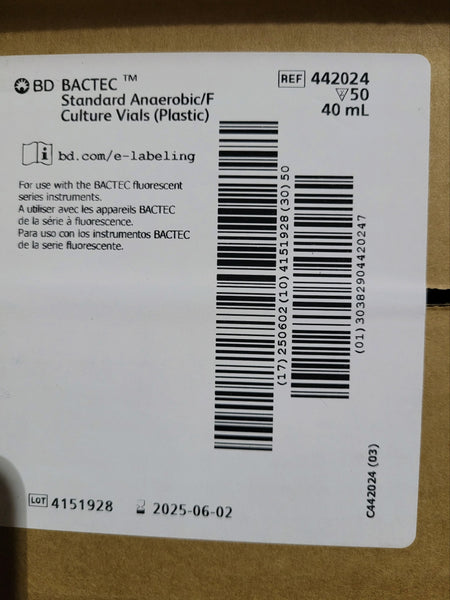 BD BACTEC ™
Standard Anaerobic/F
Culture Vials (Plastic)
REF 442024
50
40 mL
bd.com/e-labeling
For use with the BACTEC fluorescent
series instruments.
A utiliser avec les appareils BACTEC
de la série à fluorescence.
Para uso con los instrumentos BACTEC
de la serie fluorescente.
(17) 250602 (10) 4151928 (30) 50
(01) 30382904420247
C442024 (03)
LOT 4151928
2025-06-02